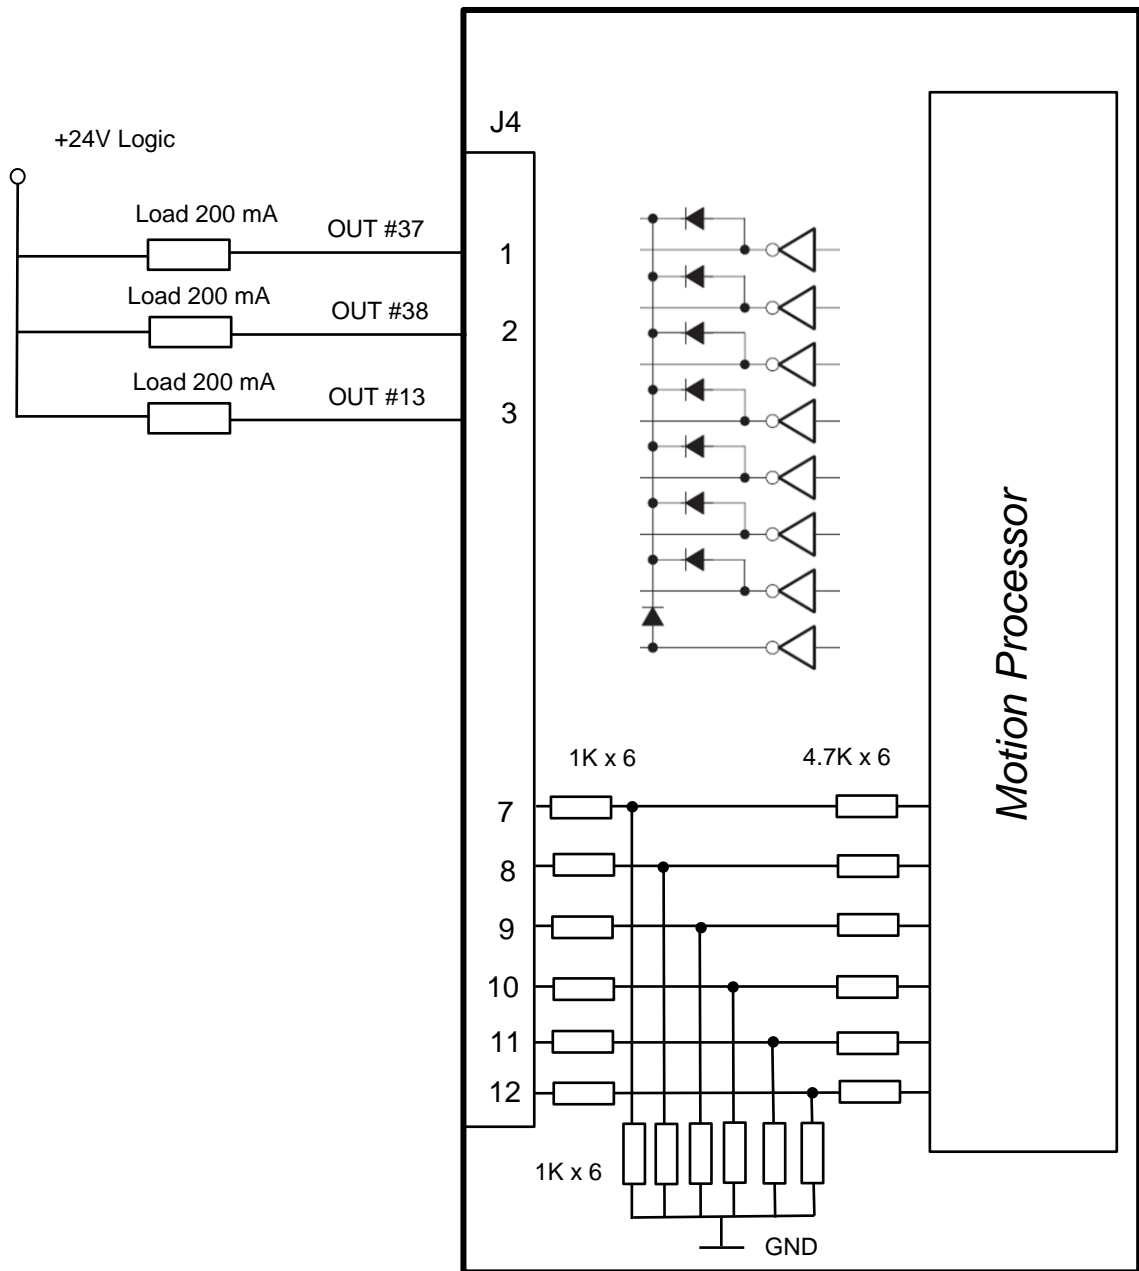 J4
+24V Logic
Load 200 mA
OUT #37
1
Load 200 mA
OUT #38
2
Load 200 mA
OUT #13
3
Motion Processor
1K x 6
4.7K x 6
7
8
9
10
11
12
1K x 6
GND